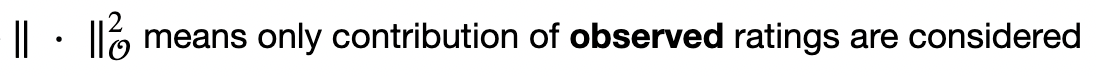 ‖ · ‖²_𝒪 means only contribution of observed ratings are considered